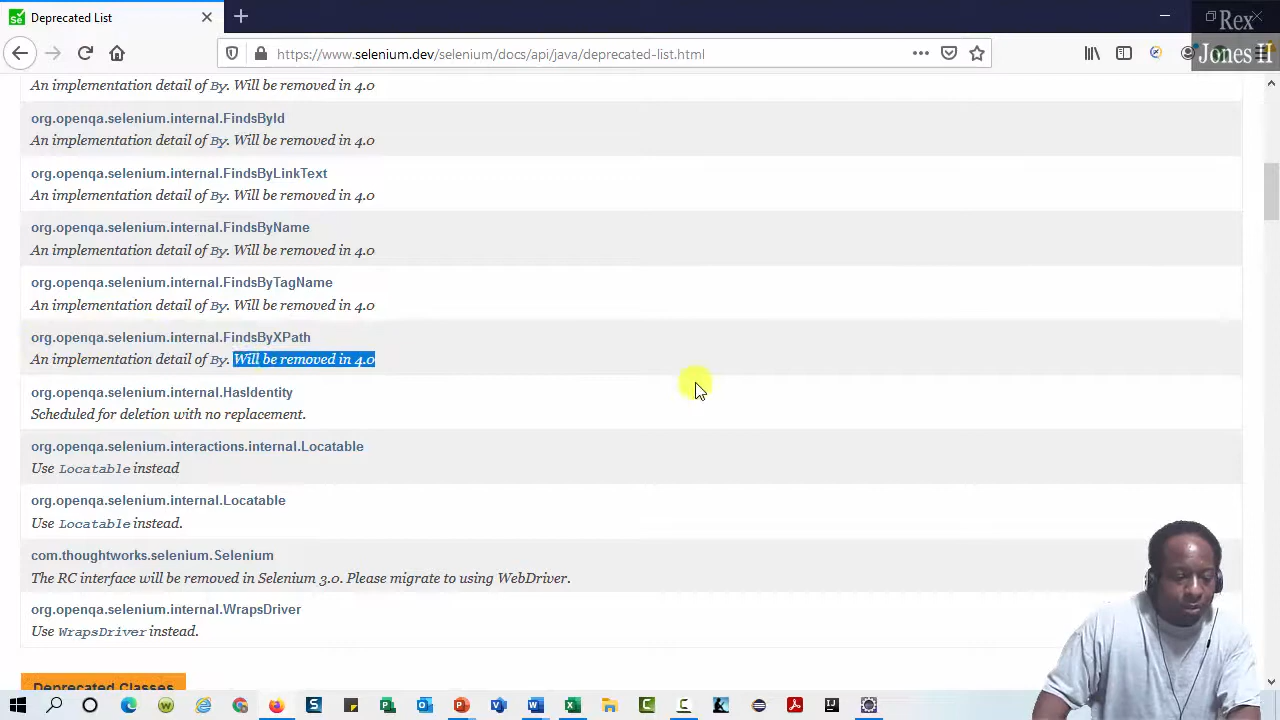 Deprecated List
Rex
Jones II
https://www.selenium.dev/selenium/docs/api/java/deprecated-list.html
An implementation detail of By. Will be removed in 4.0
org.openqa.selenium.internal.FindsById
An implementation detail of By. Will be removed in 4.0
org.openqa.selenium.internal.FindsByLinkText
An implementation detail of By. Will be removed in 4.0
org.openqa.selenium.internal.FindsByName
An implementation detail of By. Will be removed in 4.0
org.openqa.selenium.internal.FindsByTagName
An implementation detail of By. Will be removed in 4.0
org.openqa.selenium.internal.FindsByXPath
An implementation detail of By. Will be removed in 4.0
org.openqa.selenium.internal.HasIdentity
Scheduled for deletion with no replacement.
org.openqa.selenium.interactions.internal.Locatable
Use Locatable instead
org.openqa.selenium.internal.Locatable
Use Locatable instead.
com.thoughtworks.selenium.Selenium
The RC interface will be removed in Selenium 3.0. Please migrate to using WebDriver.
org.openqa.selenium.internal.WrapsDriver
Use WrapsDriver instead.
Deprecated Classes